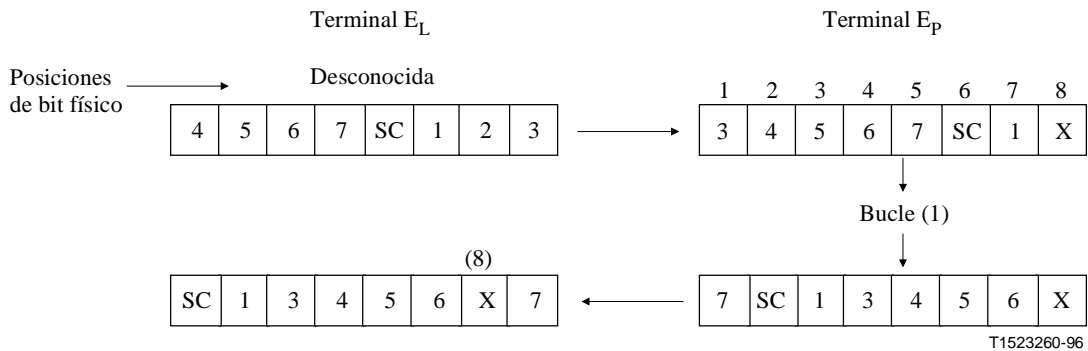 Terminal E_L
Terminal E_P
Posiciones
de bit físico
Desconocida
1 2 3 4 5 6 7 8
4 5 6 7 SC 1 2 3
3 4 5 6 7 SC 1 X
Bucle (1)
(8)
SC 1 3 4 5 6 X 7
7 SC 1 3 4 5 6 X
T1523260-96